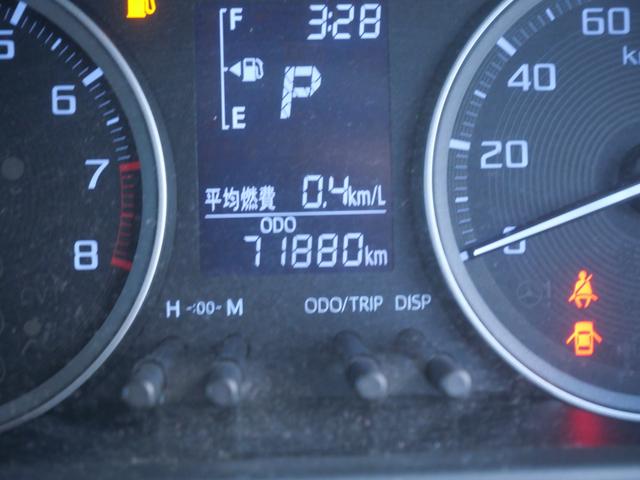 F 3:28
P
E
平均燃費 0.4km/L
ODO
71880km
5
6
7
8
60
40
20
0
H -:00- M ODO/TRIP DISP